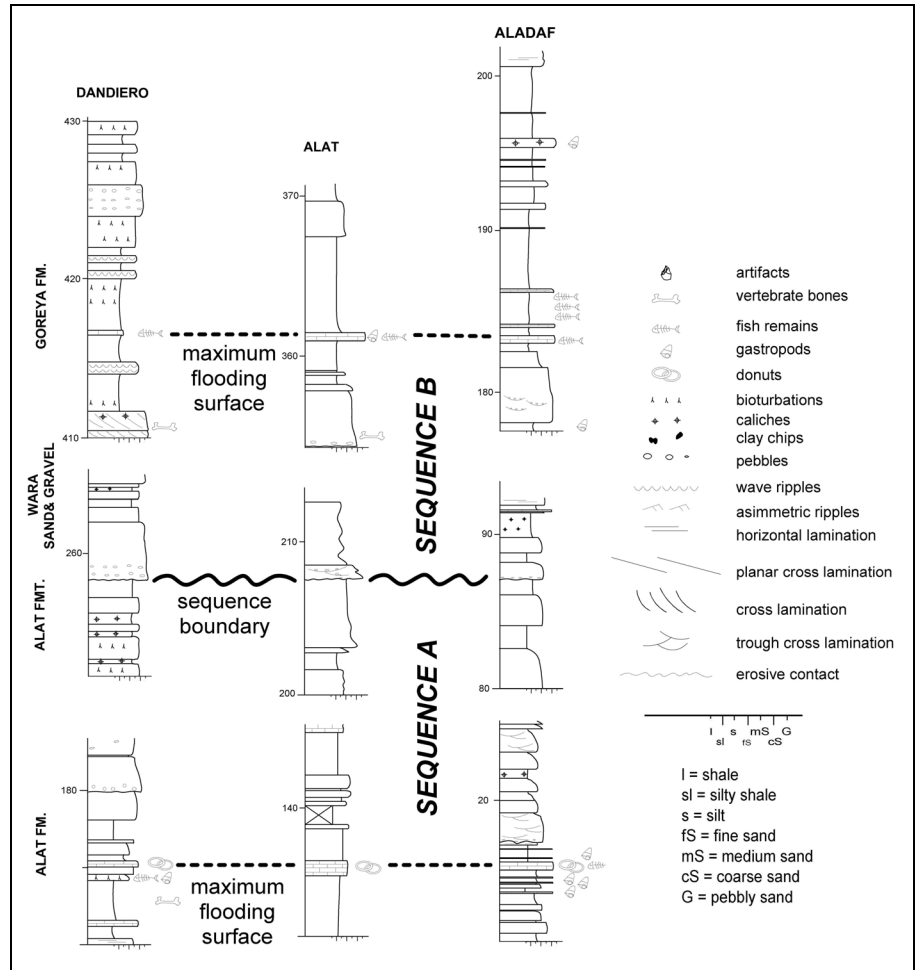 ALADAF
200
190
180
90
80
20
DANDIERO
430
420
410
260
180
ALAT
370
360
210
200
140
GOREYA FM.
WARA
SAND& GRAVEL
ALAT FMT.
ALAT FM.
maximum
flooding
surface
sequence
boundary
maximum
flooding
surface
SEQUENCE B
SEQUENCE A
artifacts
vertebrate bones
fish remains
gastropods
donuts
bioturbations
caliches
clay chips
pebbles
wave ripples
asimmetric ripples
horizontal lamination
planar cross lamination
cross lamination
trough cross lamination
erosive contact
l s mS G
sl fS cS
l = shale
sl = silty shale
s = silt
fS = fine sand
mS = medium sand
cS = coarse sand
G = pebbly sand